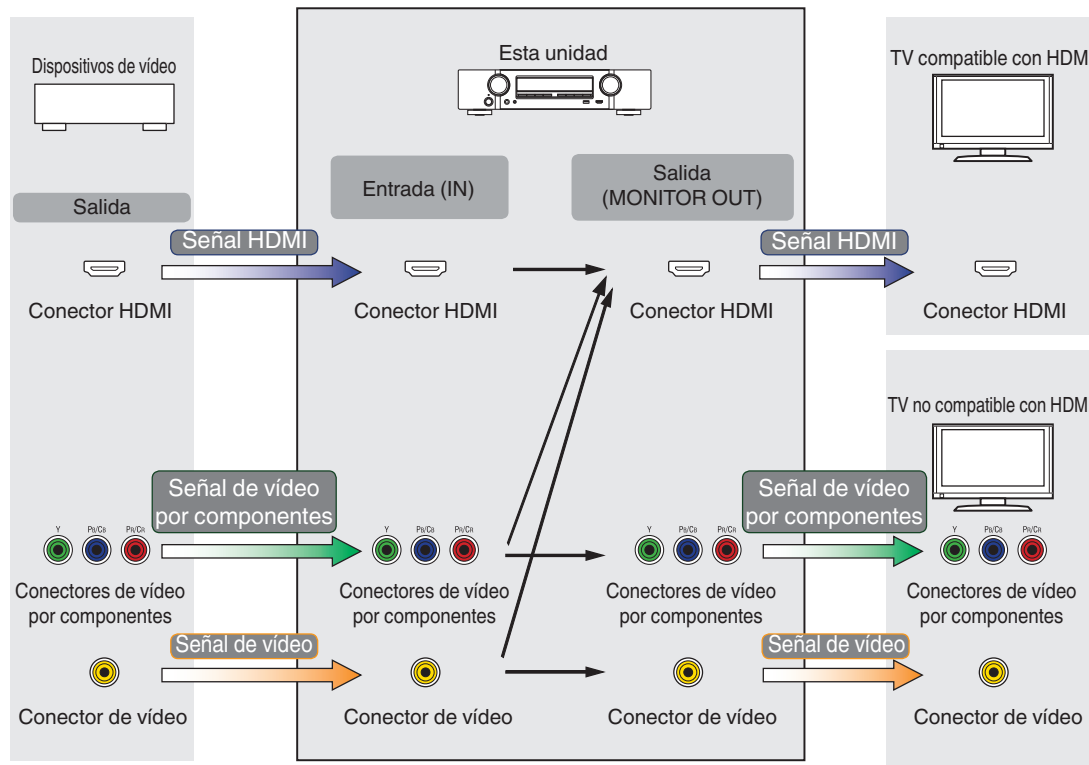 Dispositivos de vídeo
Esta unidad
TV compatible con HDM
Salida
Entrada (IN)
Salida
(MONITOR OUT)
Señal HDMI
Señal HDMI
Conector HDMI
Conector HDMI
Conector HDMI
Conector HDMI
TV no compatible con HDM
Señal de vídeo
por componentes
Señal de vídeo
por componentes
Y PB/CB PR/CR
Y PB/CB PR/CR
Y PB/CB PR/CR
Y PB/CB PR/CR
Conectores de vídeo
por componentes
Conectores de vídeo
por componentes
Conectores de vídeo
por componentes
Conectores de vídeo
por componentes
Señal de vídeo
Señal de vídeo
Conector de vídeo
Conector de vídeo
Conector de vídeo
Conector de vídeo